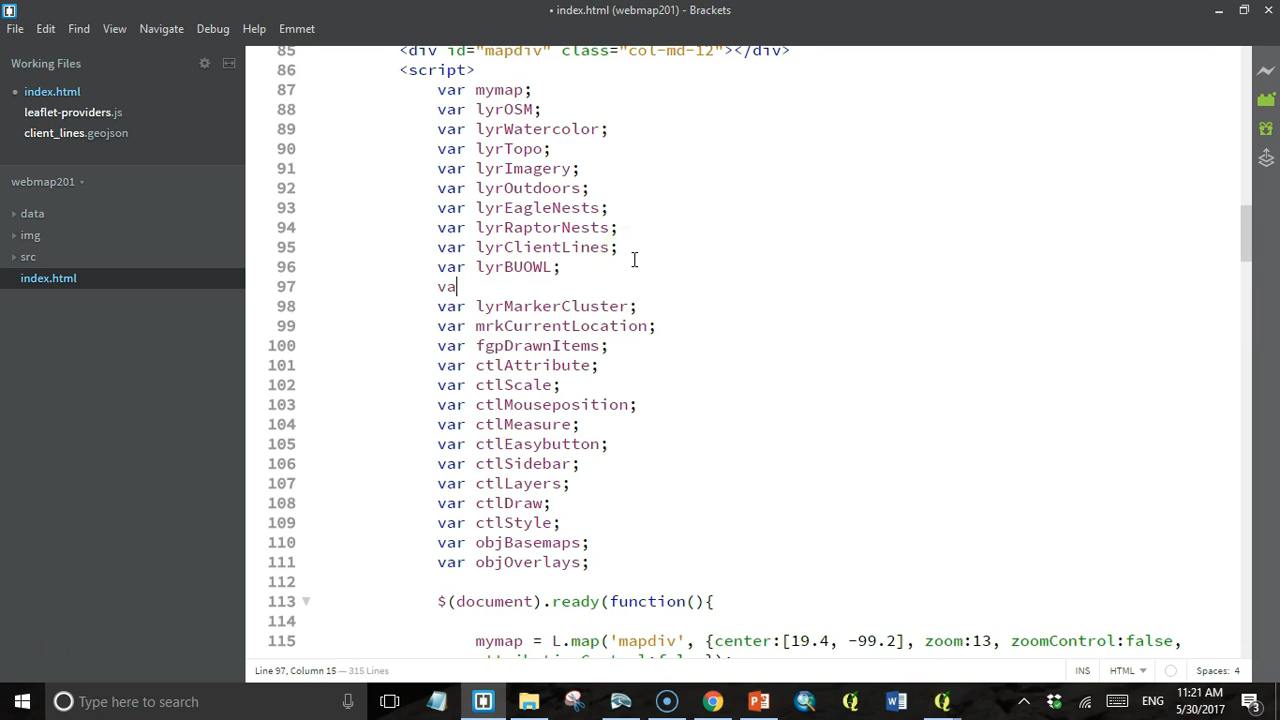 • index.html (webmap201) - Brackets
File Edit Find View Navigate Debug Help Emmet
Working Files
• index.html
leaflet-providers.js
client_lines.geojson
webmap201
data
img
src
index.html
85 <div id="mapdiv" class="col-md-12"></div>
86 <script>
87 var mymap;
88 var lyrOSM;
89 var lyrWatercolor;
90 var lyrTopo;
91 var lyrImagery;
92 var lyrOutdoors;
93 var lyrEagleNests;
94 var lyrRaptorNests;
95 var lyrClientLines;
96 var lyrBUOWL;
97 va
98 var lyrMarkerCluster;
99 var mrkCurrentLocation;
100 var fgpDrawnItems;
101 var ctlAttribute;
102 var ctlScale;
103 var ctlMouseposition;
104 var ctlMeasure;
105 var ctlEasybutton;
106 var ctlSidebar;
107 var ctlLayers;
108 var ctlDraw;
109 var ctlStyle;
110 var objBasemaps;
111 var objOverlays;
112
113 $(document).ready(function(){
114
115 mymap = L.map('mapdiv', {center:[19.4, -99.2], zoom:13, zoomControl:false,
attributionControl:false});
Line 97, Column 15 — 315 Lines
INS HTML Spaces: 4
Type here to search
ENG 11:21 AM
5/30/2017
3